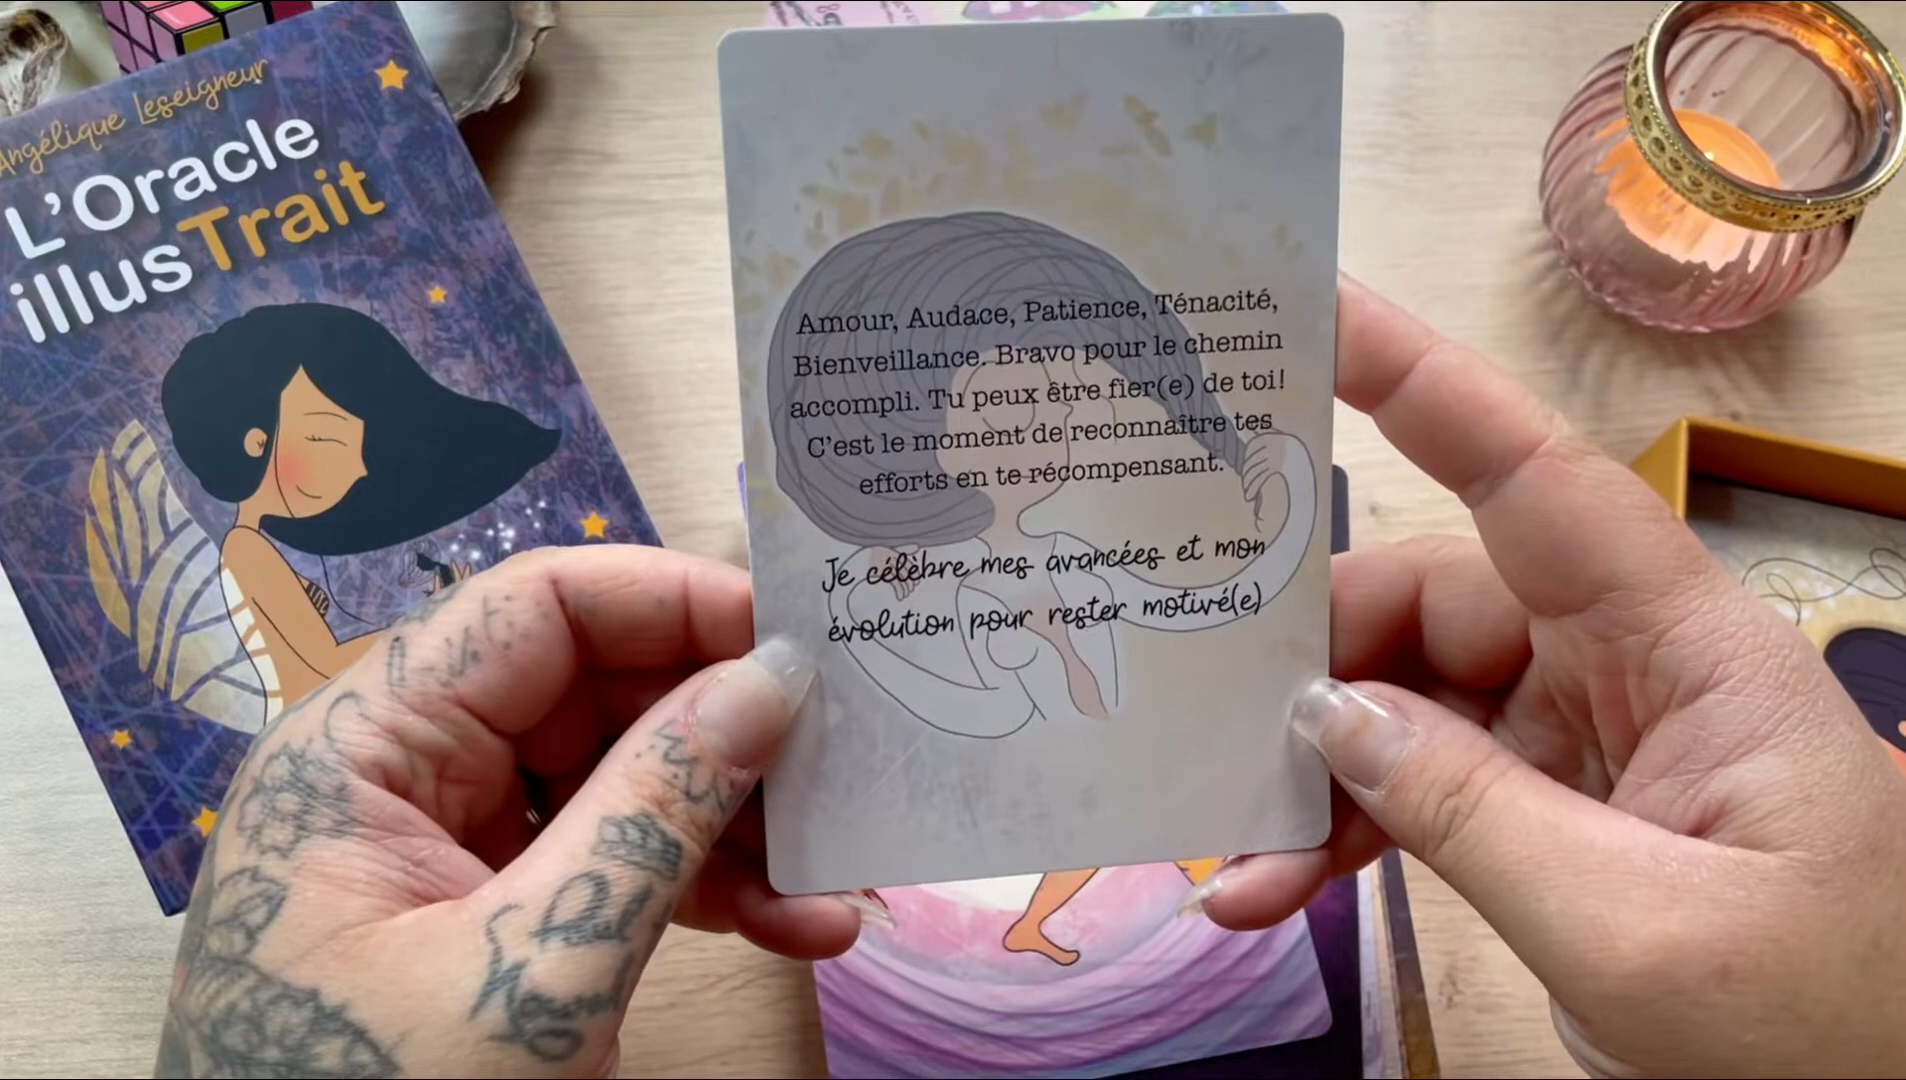 Angélique Leseigneur
L'Oracle
illusTrait
Amour, Audace, Patience, Ténacité,
Bienveillance. Bravo pour le chemin
accompli. Tu peux être fier(e) de toi!
C'est le moment de reconnaître tes
efforts en te récompensant.
Je célèbre mes avancées et mon
évolution pour rester motivé(e)